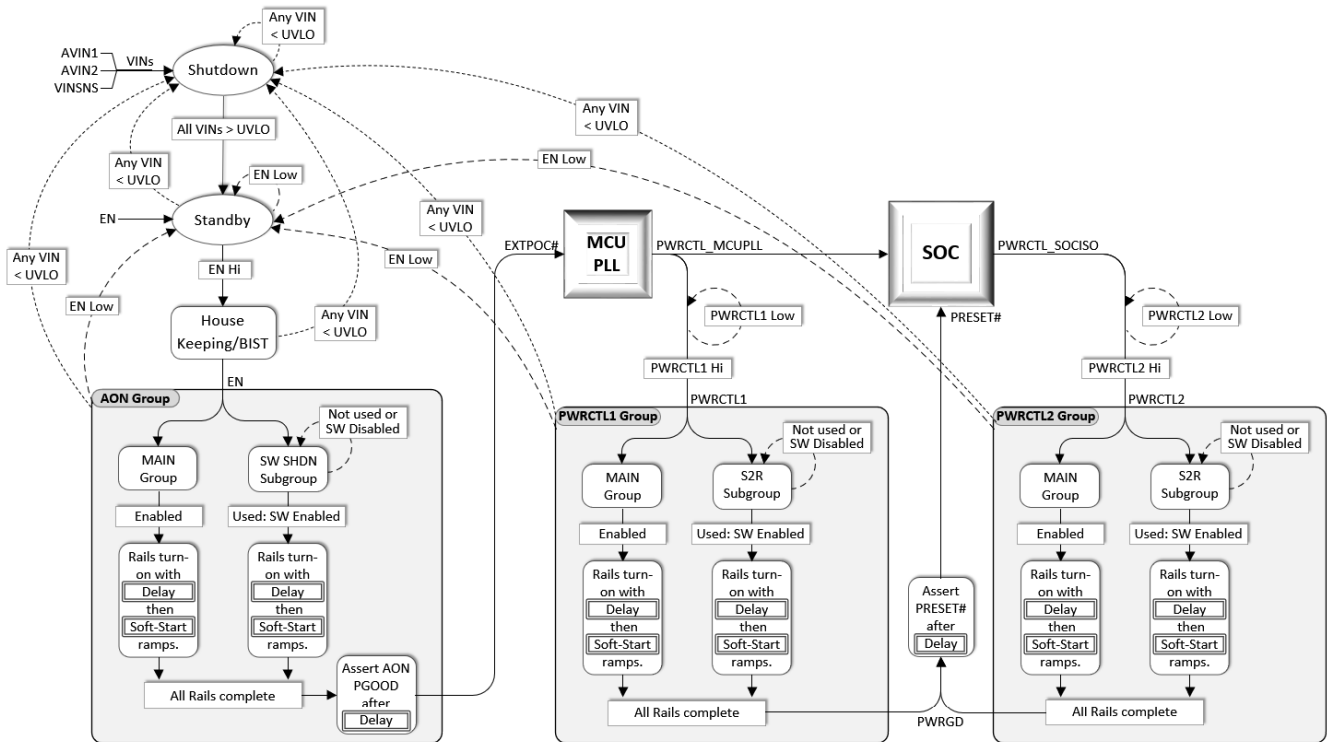 Any VIN
< UVLO
AVIN1
AVIN2
VINSNS
VINs
Shutdown
All VINs > UVLO
Any VIN
< UVLO
Any VIN
< UVLO
EN Low
EN Low
EN
Standby
Any VIN
< UVLO
EN Low
Any VIN
< UVLO
EN Low
EN Hi
Any VIN
< UVLO
House
Keeping/BIST
EXTPOC#
MCU
PLL
PWRCTL_MCUPLL
SOC
PWRCTL_SOCISO
PWRCTL1 Low
PRESET#
PWRCTL2 Low
PWRCTL1 Hi
PWRCTL2 Hi
EN
PWRCTL1
PWRCTL2
AON Group
Not used or
SW Disabled
MAIN
Group
SW SHDN
Subgroup
Enabled
Used: SW Enabled
Rails turn-
on with
Delay
then
Soft-Start
ramps.
Rails turn-
on with
Delay
then
Soft-Start
ramps.
All Rails complete
Assert AON
PGOOD
after
Delay
PWRCTL1 Group
Not used or
SW Disabled
MAIN
Group
S2R
Subgroup
Enabled
Used: SW Enabled
Rails turn-
on with
Delay
then
Soft-Start
ramps.
Rails turn-
on with
Delay
then
Soft-Start
ramps.
All Rails complete
Assert
PRESET#
after
Delay
PWRGD
PWRCTL2 Group
Not used or
SW Disabled
MAIN
Group
S2R
Subgroup
Enabled
Used: SW Enabled
Rails turn-
on with
Delay
then
Soft-Start
ramps.
Rails turn-
on with
Delay
then
Soft-Start
ramps.
All Rails complete